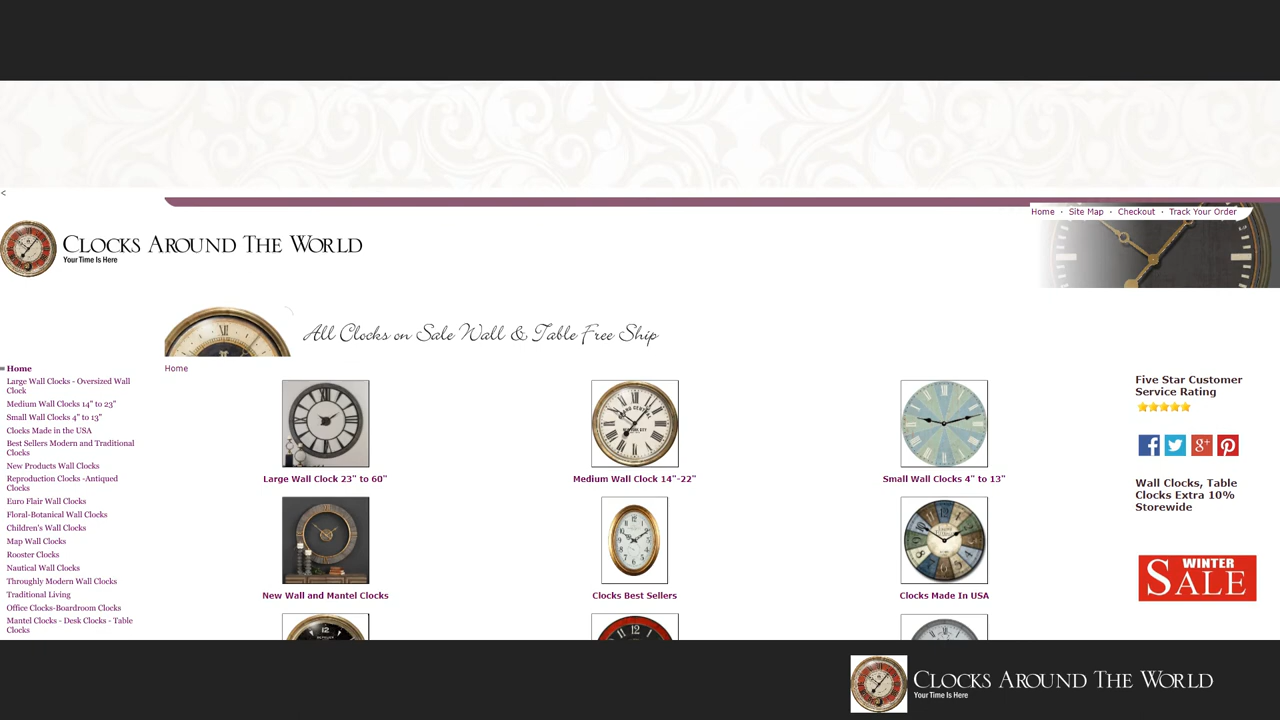 <
Home · Site Map · Checkout · Track Your Order
CLOCKS AROUND THE WORLD
Your Time Is Here
All Clocks on Sale Wall & Table Free Ship
Home
Large Wall Clocks - Oversized Wall
Clock
Medium Wall Clocks 14" to 23"
Small Wall Clocks 4" to 13"
Clocks Made in the USA
Best Sellers Modern and Traditional
Clocks
New Products Wall Clocks
Reproduction Clocks -Antiqued
Clocks
Euro Flair Wall Clocks
Floral-Botanical Wall Clocks
Children's Wall Clocks
Map Wall Clocks
Rooster Clocks
Nautical Wall Clocks
Throughly Modern Wall Clocks
Traditional Living
Office Clocks-Boardroom Clocks
Mantel Clocks - Desk Clocks - Table
Clocks
Home
Large Wall Clock 23" to 60"
Medium Wall Clock 14"-22"
Small Wall Clocks 4" to 13"
New Wall and Mantel Clocks
Clocks Best Sellers
Clocks Made In USA
Five Star Customer
Service Rating
Wall Clocks, Table
Clocks Extra 10%
Storewide
WINTER
SALE
CLOCKS AROUND THE WORLD
Your Time Is Here